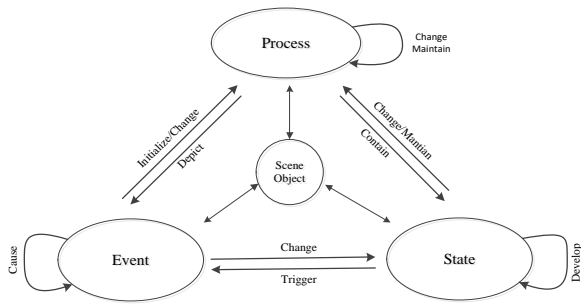 Process
Change
Maintain
Initialize/Change
Depict
Change/Mantian
Contain
Scene
Object
Cause
Event
Change
Trigger
State
Develop